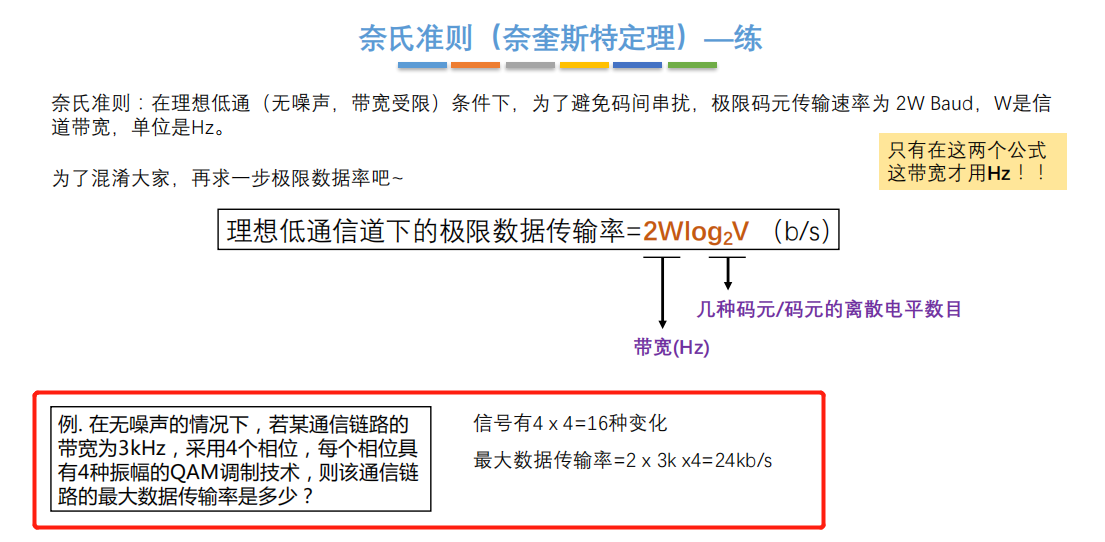 奈氏准则（奈奎斯特定理）—练
奈氏准则：在理想低通（无噪声，带宽受限）条件下，为了避免码间串扰，极限码元传输速率为 2W Baud，W是信
道带宽，单位是Hz。
只有在这两个公式
这带宽才用Hz！！
为了混淆大家，再求一步极限数据率吧~
理想低通信道下的极限数据传输率=2Wlog₂V （b/s）
几种码元/码元的离散电平数目
带宽(Hz)
例. 在无噪声的情况下，若某通信链路的
带宽为3kHz，采用4个相位，每个相位具
有4种振幅的QAM调制技术，则该通信链
路的最大数据传输率是多少？
信号有4 x 4=16种变化
最大数据传输率=2 x 3k x4=24kb/s